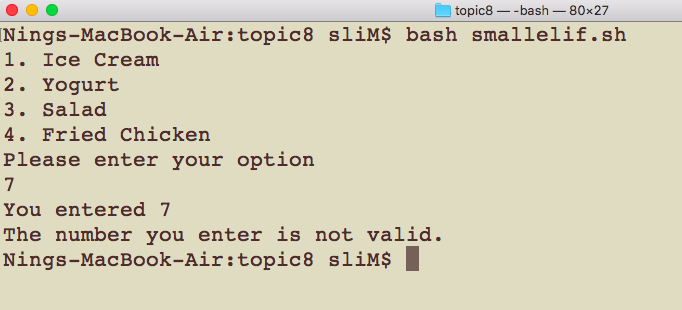 topic8 — -bash — 80×27
Nings-MacBook-Air:topic8 sliM$ bash smallelif.sh
1. Ice Cream
2. Yogurt
3. Salad
4. Fried Chicken
Please enter your option
7
You entered 7
The number you enter is not valid.
Nings-MacBook-Air:topic8 sliM$